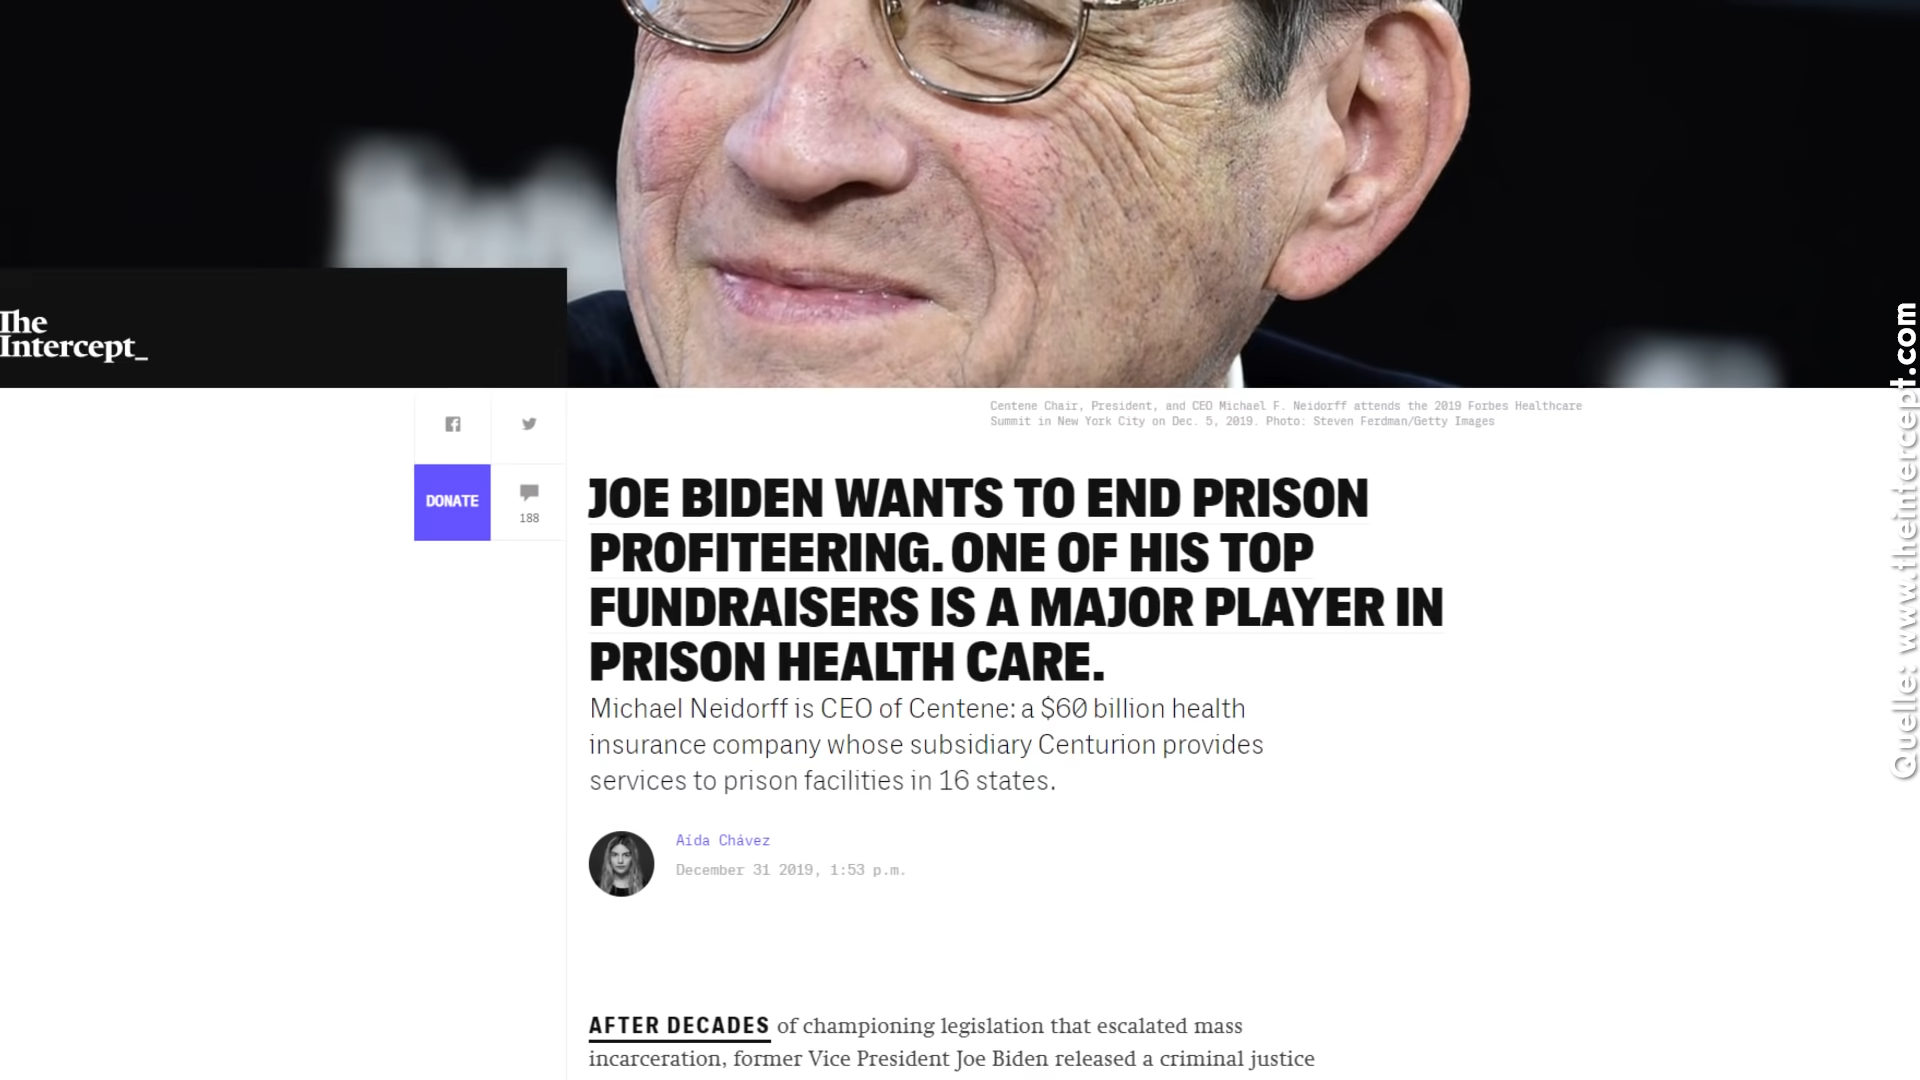 The
Intercept_
Centene Chair, President, and CEO Michael F. Neidorff attends the 2019 Forbes Healthcare
Summit in New York City on Dec. 5, 2019. Photo: Steven Ferdman/Getty Images
DONATE
188
JOE BIDEN WANTS TO END PRISON
PROFITEERING. ONE OF HIS TOP
FUNDRAISERS IS A MAJOR PLAYER IN
PRISON HEALTH CARE.
Michael Neidorff is CEO of Centene: a $60 billion health
insurance company whose subsidiary Centurion provides
services to prison facilities in 16 states.
Aída Chávez
December 31 2019, 1:53 p.m.
AFTER DECADES of championing legislation that escalated mass
incarceration, former Vice President Joe Biden released a criminal justice
Quelle: www.theintercept.com